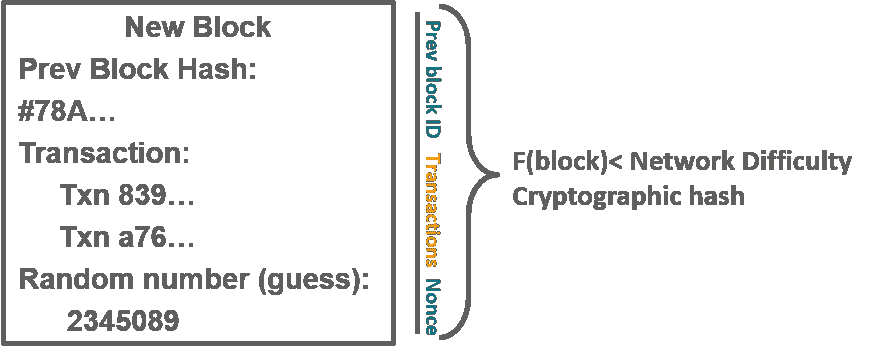 New Block
Prev Block Hash:
#78A…
Transaction:
Txn 839…
Txn a76…
Random number (guess):
2345089
Prev block ID Transactions Nonce
F(block)< Network Difficulty
Cryptographic hash